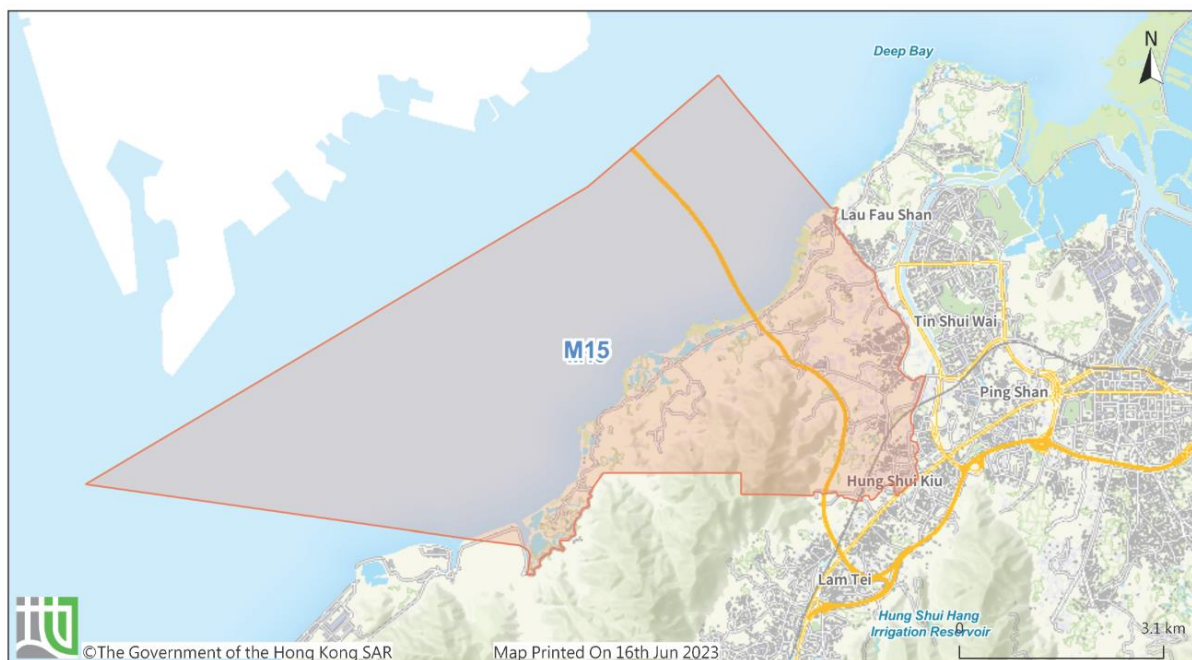 Deep Bay
N
Lau Fau Shan
Tin Shui Wai
M15
Ping Shan
Hung Shui Kiu
Lam Tei
Hung Shui Hang
Irrigation Reservoir
0
3.1 km
©The Government of the Hong Kong SAR
Map Printed On 16th Jun 2023